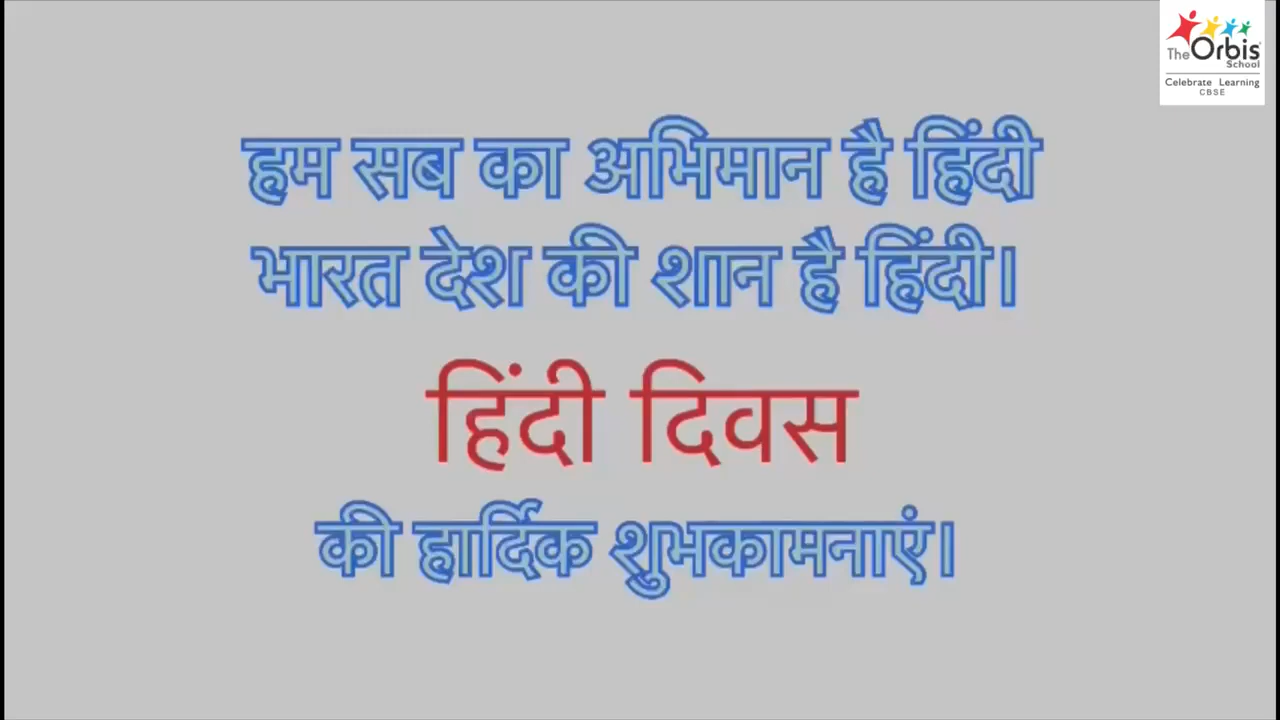 The Orbis
School
Celebrate Learning
CBSE
हम सब का अभिमान है हिंदी
भारत देश की शान है हिंदी।
हिंदी दिवस
की हार्दिक शुभकामनाएं।